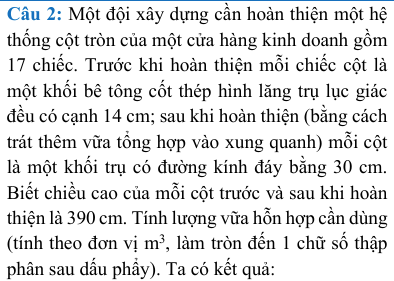 Câu 2: Một đội xây dựng cần hoàn thiện một hệ
thống cột tròn của một cửa hàng kinh doanh gồm
17 chiếc. Trước khi hoàn thiện mỗi chiếc cột là
một khối bê tông cốt thép hình lăng trụ lục giác
đều có cạnh 14 cm; sau khi hoàn thiện (bằng cách
trát thêm vữa tổng hợp vào xung quanh) mỗi cột
là một khối trụ có đường kính đáy bằng 30 cm.
Biết chiều cao của mỗi cột trước và sau khi hoàn
thiện là 390 cm. Tính lượng vữa hỗn hợp cần dùng
(tính theo đơn vị m³, làm tròn đến 1 chữ số thập
phân sau dấu phẩy). Ta có kết quả: